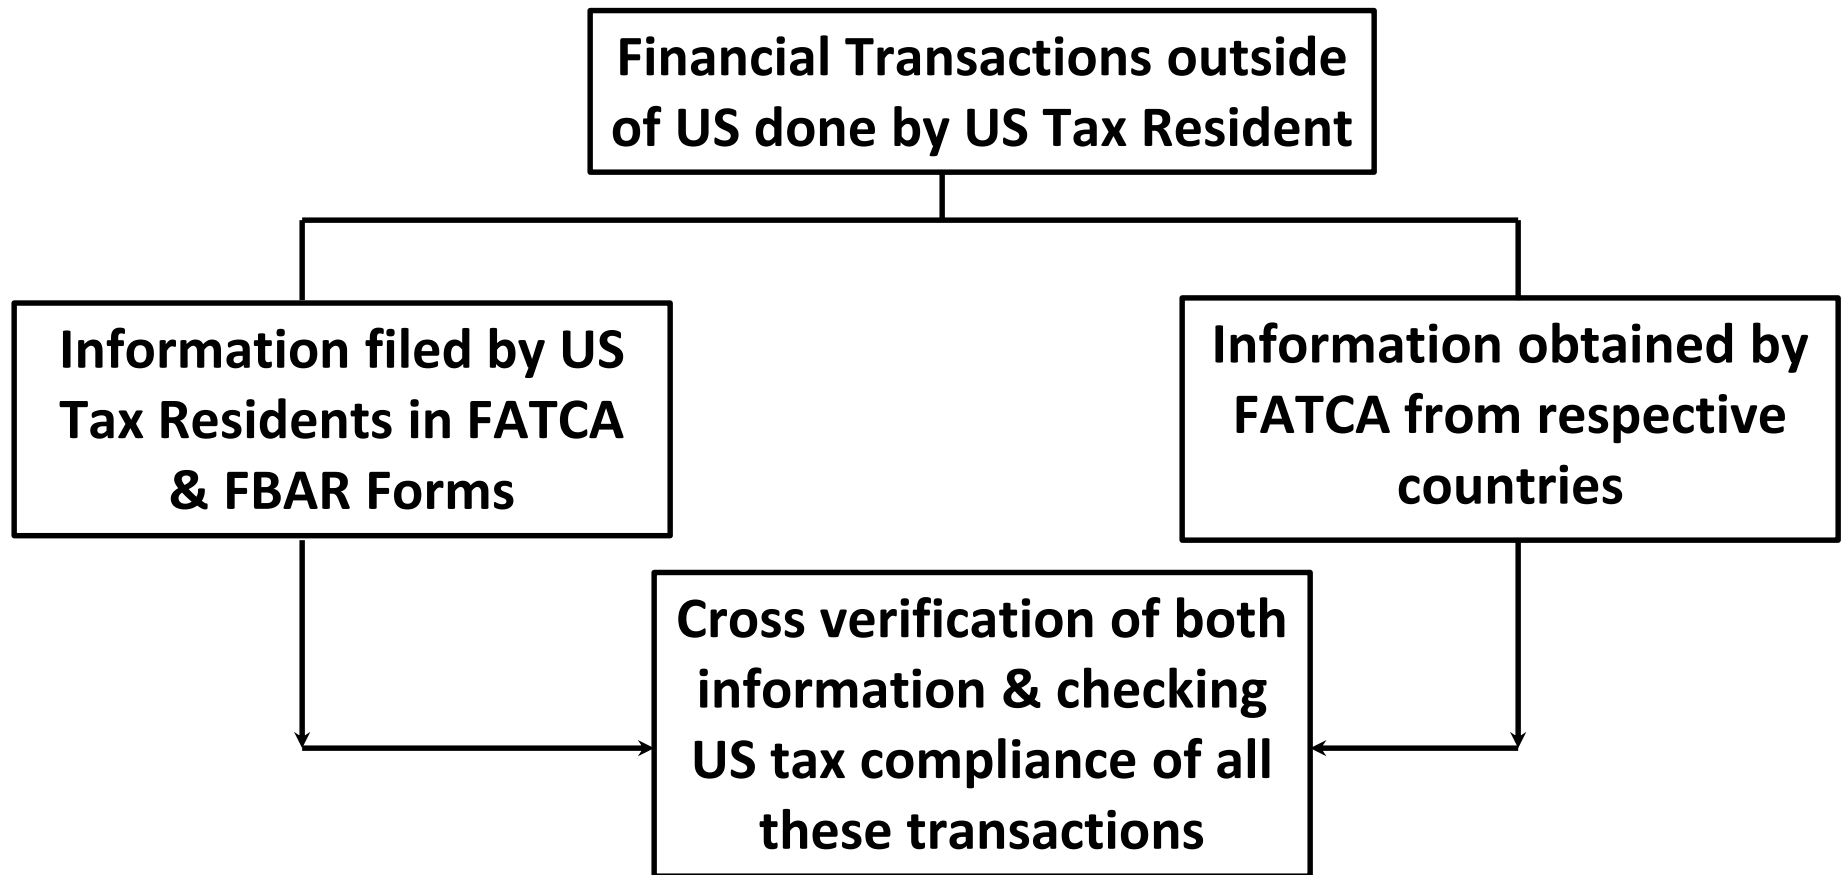 Financial Transactions outside
of US done by US Tax Resident
Information filed by US
Tax Residents in FATCA
& FBAR Forms
Information obtained by
FATCA from respective
countries
Cross verification of both
information & checking
US tax compliance of all
these transactions